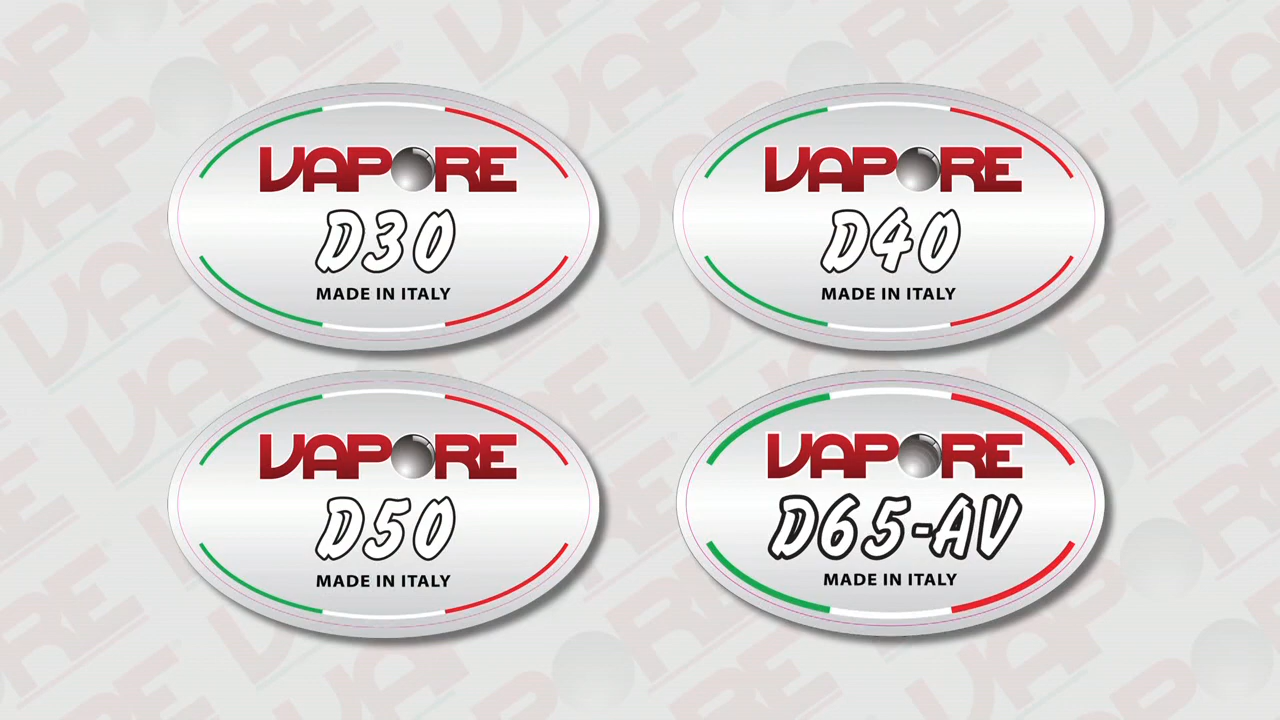 VAPORE
D30
MADE IN ITALY
VAPORE
D40
MADE IN ITALY
VAPORE
D50
MADE IN ITALY
VAPORE
D65-AV
MADE IN ITALY